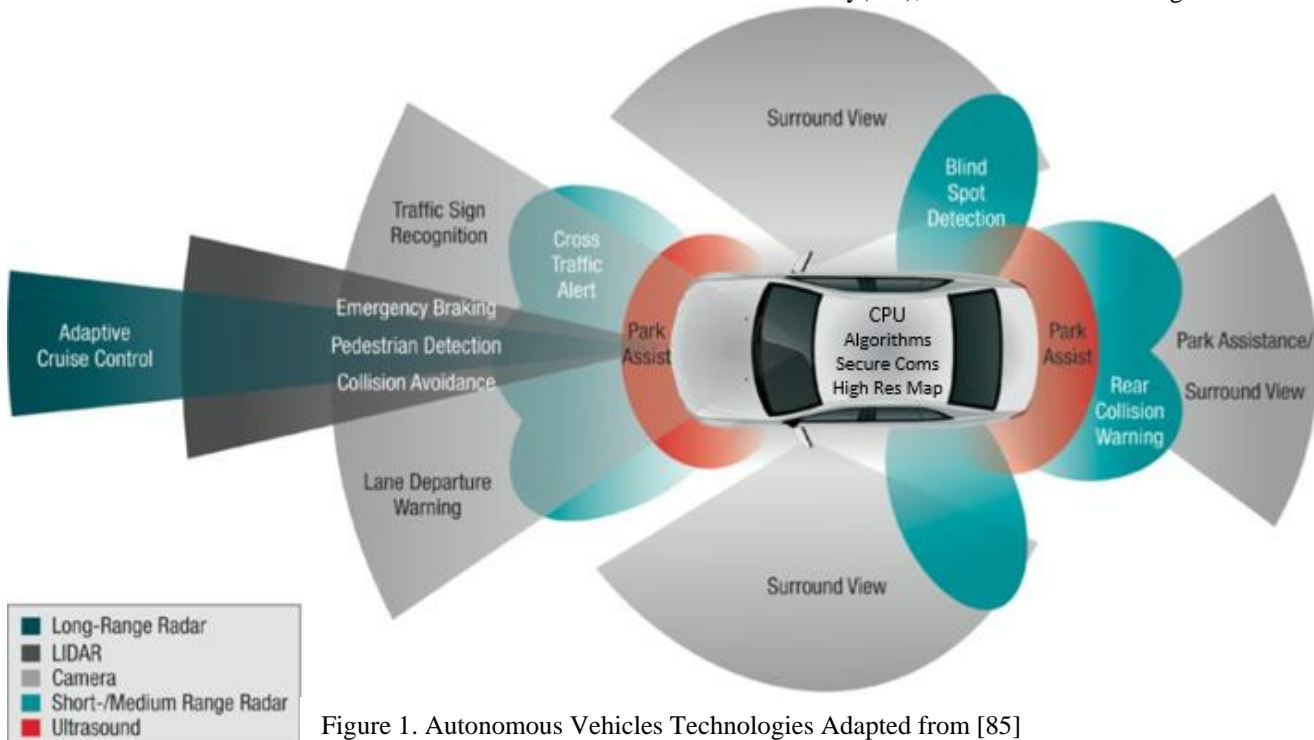 Surround View
Blind
Spot
Detection
Traffic Sign
Recognition
Cross
Traffic
Alert
Emergency Braking
Adaptive
Cruise Control
Pedestrian Detection
Collision Avoidance
Park
Assist
CPU
Algorithms
Secure Coms
High Res Map
Park
Assist
Park Assistance/
Surround View
Rear
Collision
Warning
Lane Departure
Warning
Surround View
Long-Range Radar
LIDAR
Camera
Short-/Medium Range Radar
Ultrasound
Figure 1. Autonomous Vehicles Technologies Adapted from [85]